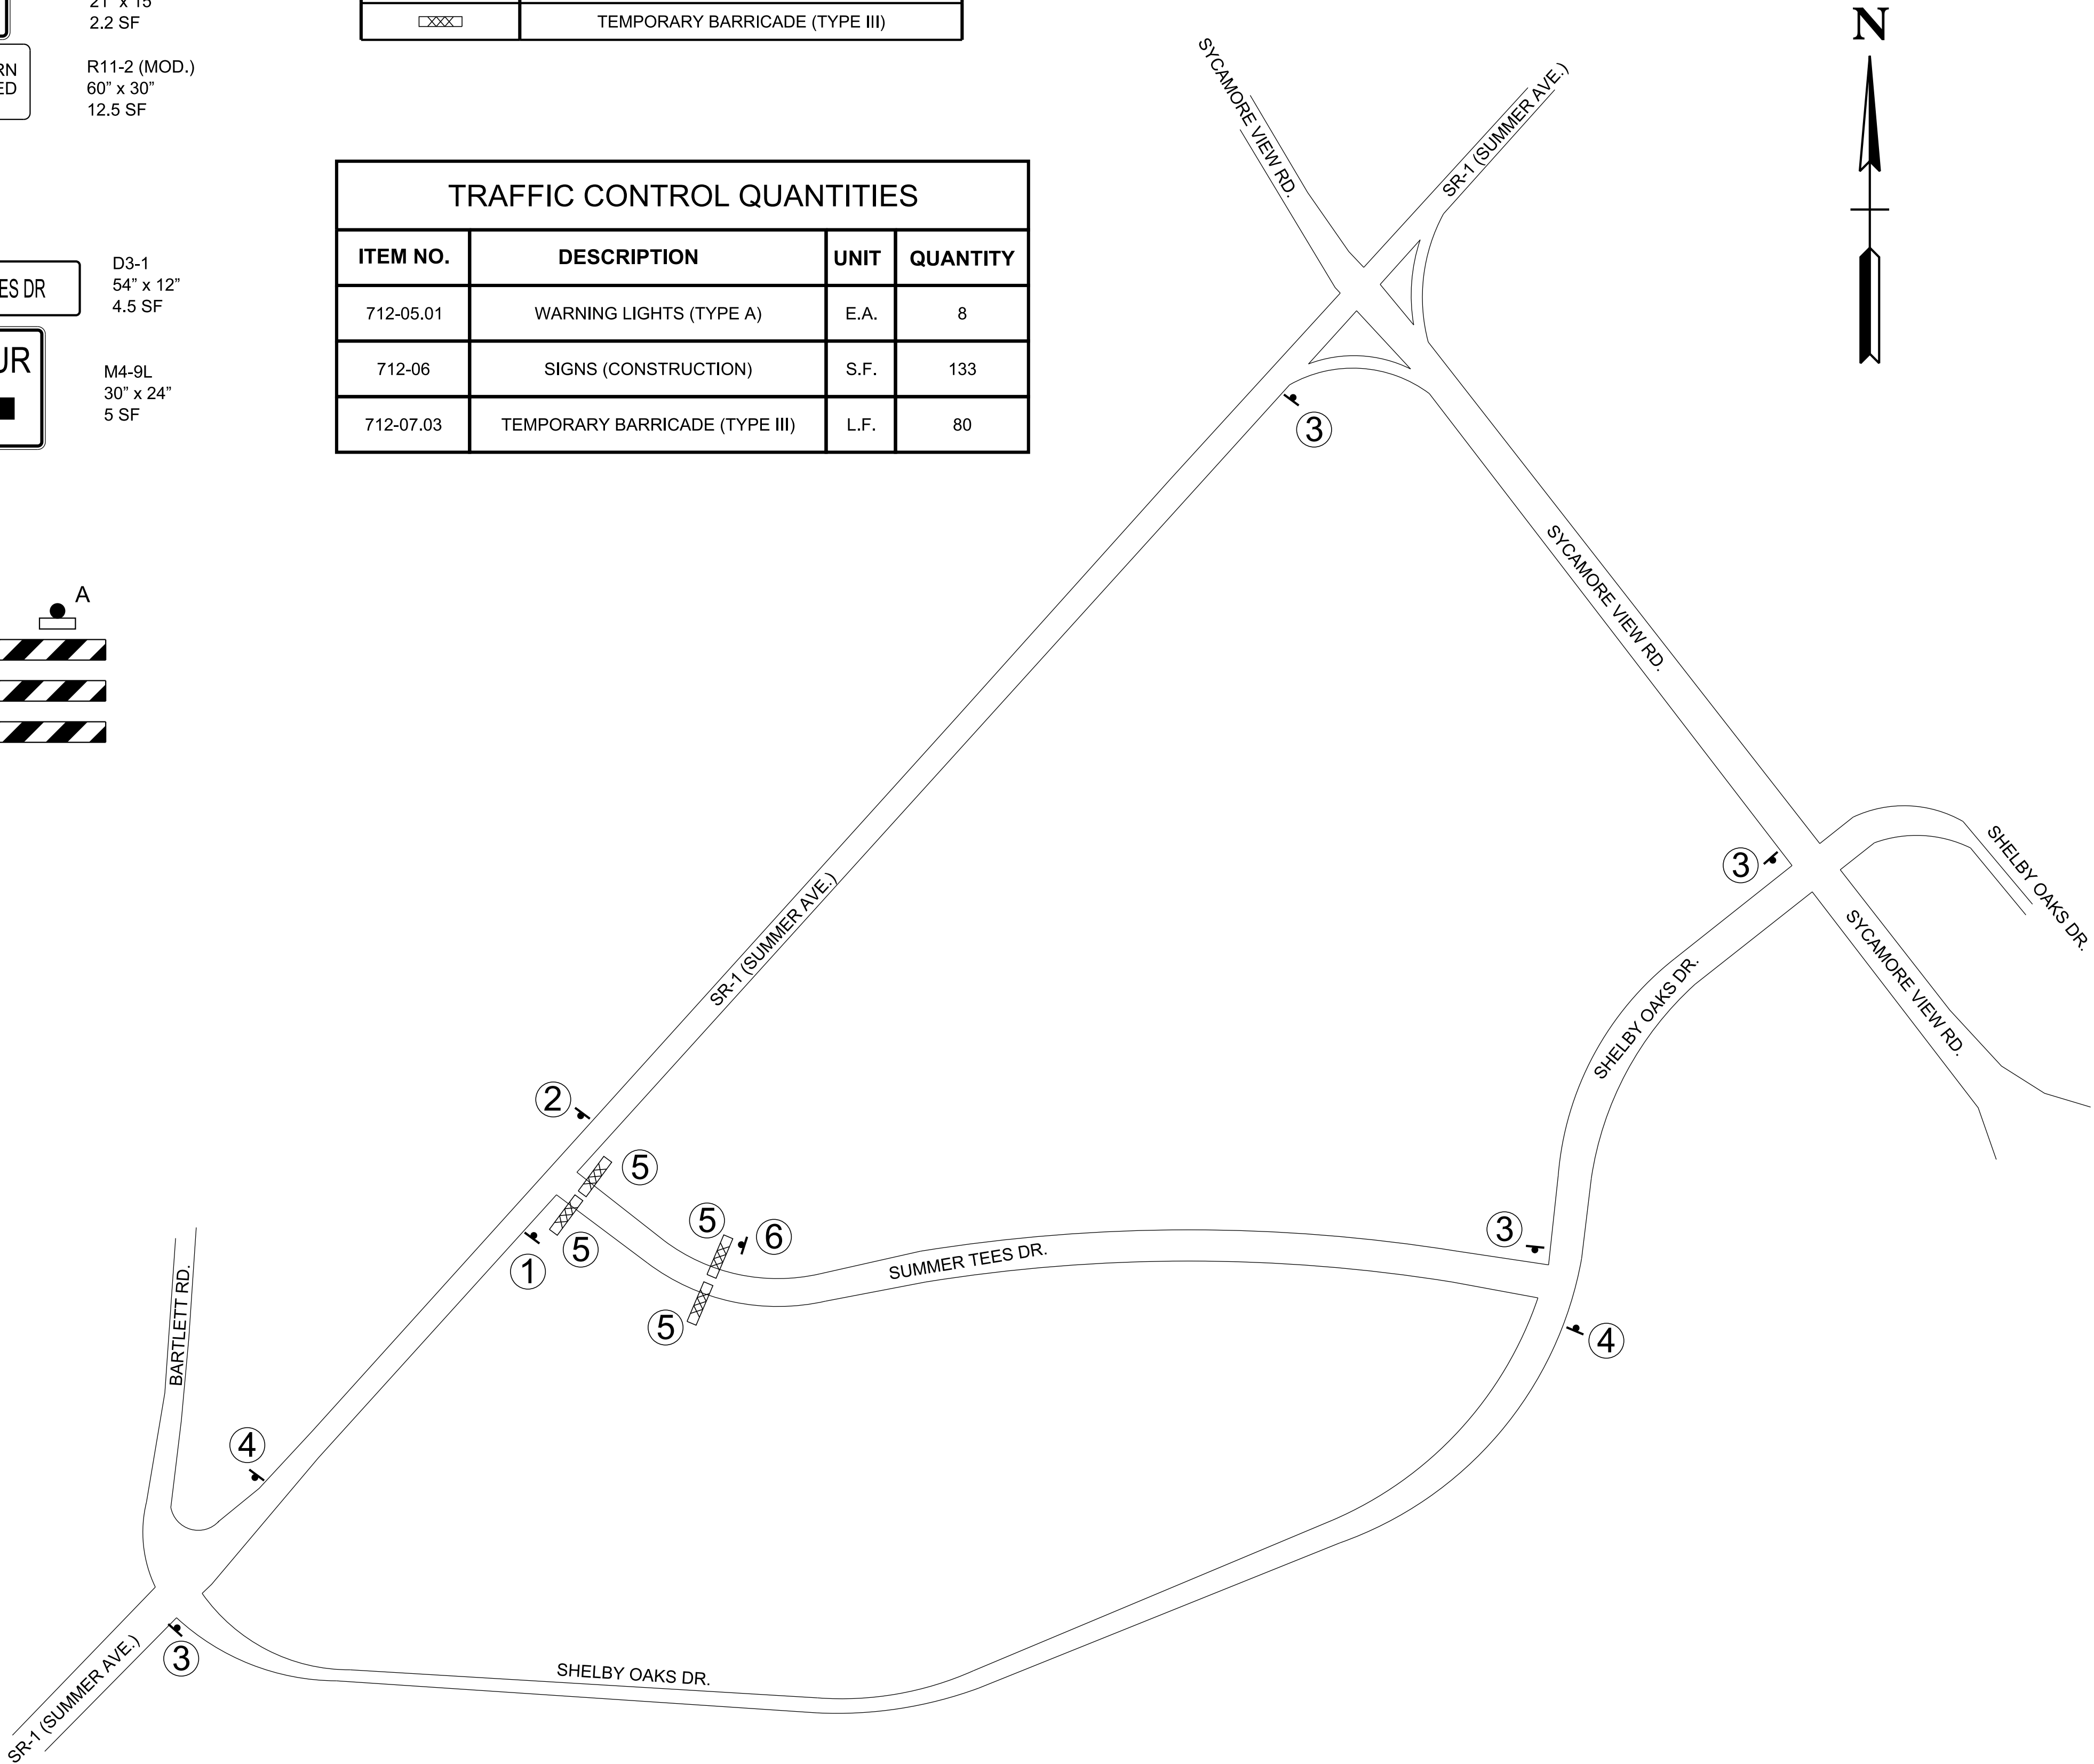 21" x 15"
2.2 SF
R11-2 (MOD.)
60" x 30"
12.5 SF
D3-1
54" x 12"
4.5 SF
ES DR
M4-9L
30" x 24"
5 SF
A
TEMPORARY BARRICADE (TYPE III)
TRAFFIC CONTROL QUANTITIES
ITEM NO. DESCRIPTION UNIT QUANTITY
712-05.01 WARNING LIGHTS (TYPE A) E.A. 8
712-06 SIGNS (CONSTRUCTION) S.F. 133
712-07.03 TEMPORARY BARRICADE (TYPE III) L.F. 80
N
SYCAMORE VIEW RD.
SR-1 (SUMMER AVE.)
3
SYCAMORE VIEW RD.
3
SHELBY OAKS DR.
SYCAMORE VIEW RD.
SHELBY OAKS DR.
SR-1 (SUMMER AVE.)
2
5
5
5
6
1
5
SUMMER TEES DR.
3
4
BARTLETT RD.
4
3
SHELBY OAKS DR.
SR-1 (SUMMER AVE.)